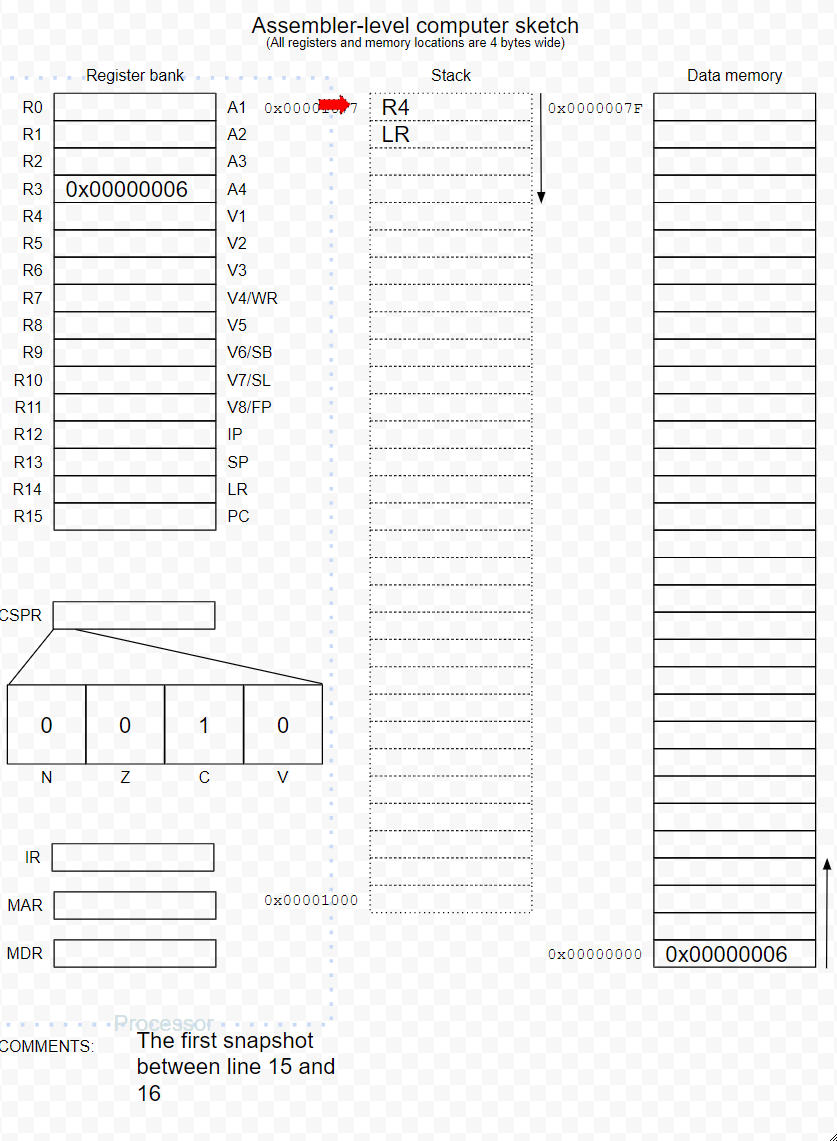 Assembler-level computer sketch
(All registers and memory locations are 4 bytes wide)
Register bank
Stack
Data memory
R0 A1
R1 A2
R2 A3
R3 0x00000006 A4
R4 V1
R5 V2
R6 V3
R7 V4/WR
R8 V5
R9 V6/SB
R10 V7/SL
R11 V8/FP
R12 IP
R13 SP
R14 LR
R15 PC
R4
LR
0x00001000
0x0000007F
0x00000000 0x00000006
CSPR
0 0 1 0
N Z C V
IR
MAR
MDR
Processor
COMMENTS:
The first snapshot
between line 15 and
16